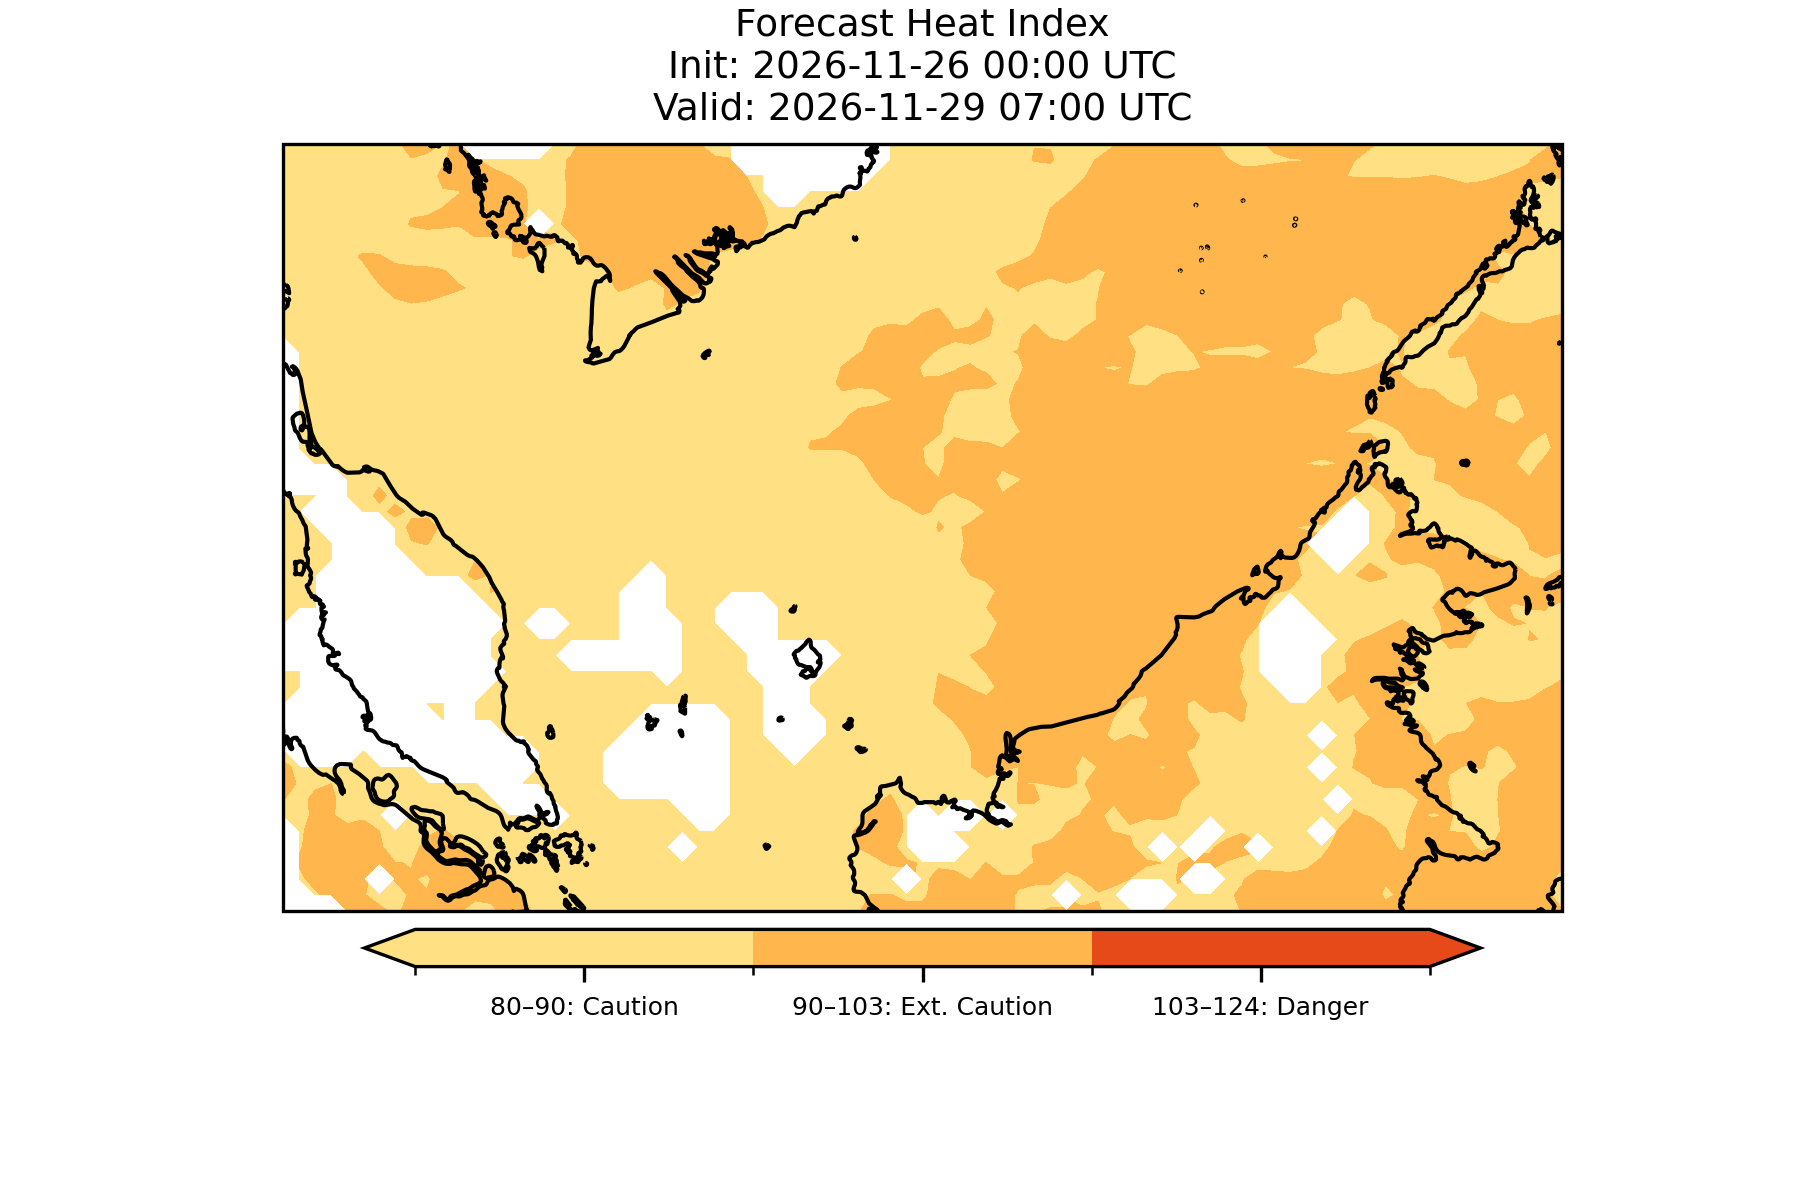 Forecast Heat Index
Init: 2026-11-26 00:00 UTC
Valid: 2026-11-29 07:00 UTC
80–90: Caution
90–103: Ext. Caution
103–124: Danger